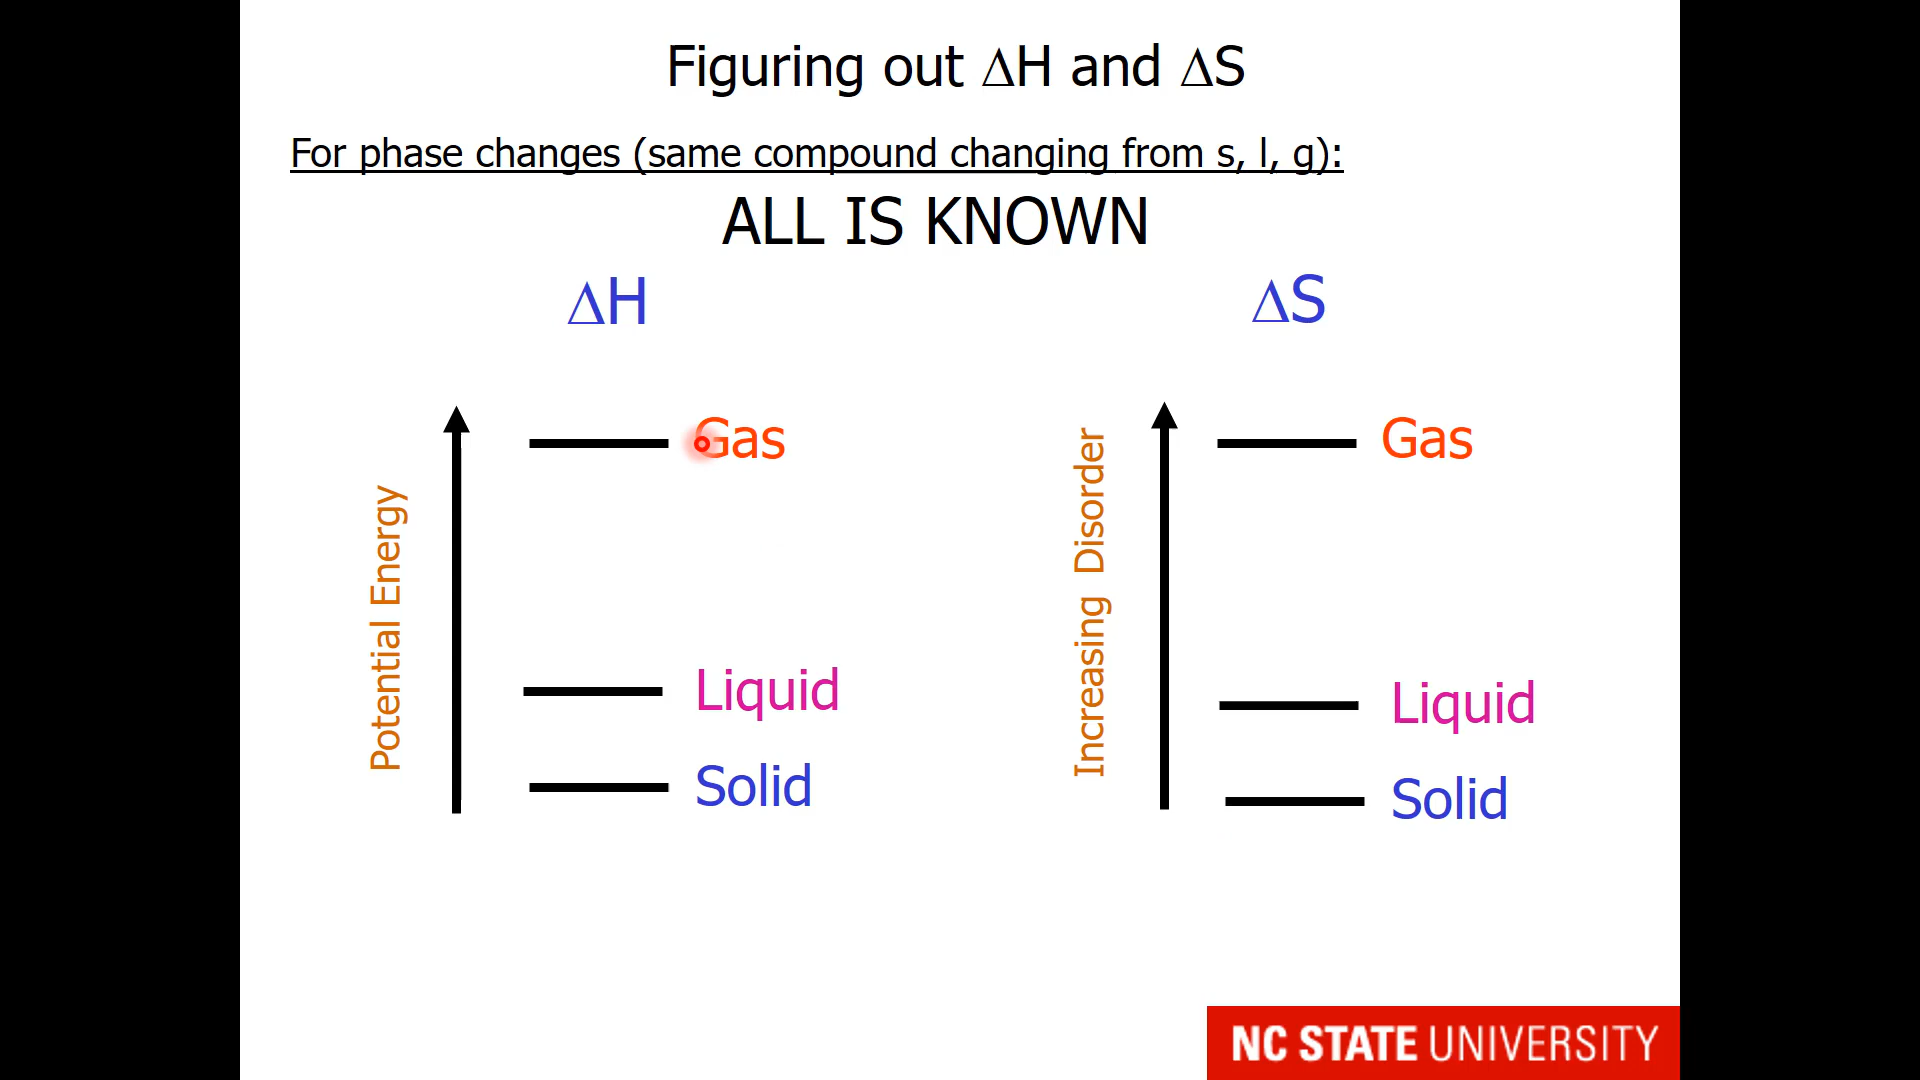 Figuring out ΔH and ΔS
For phase changes (same compound changing from s, l, g):
ALL IS KNOWN
ΔH
Potential Energy
Gas
Liquid
Solid
ΔS
Increasing Disorder
Gas
Liquid
Solid
NC STATE UNIVERSITY